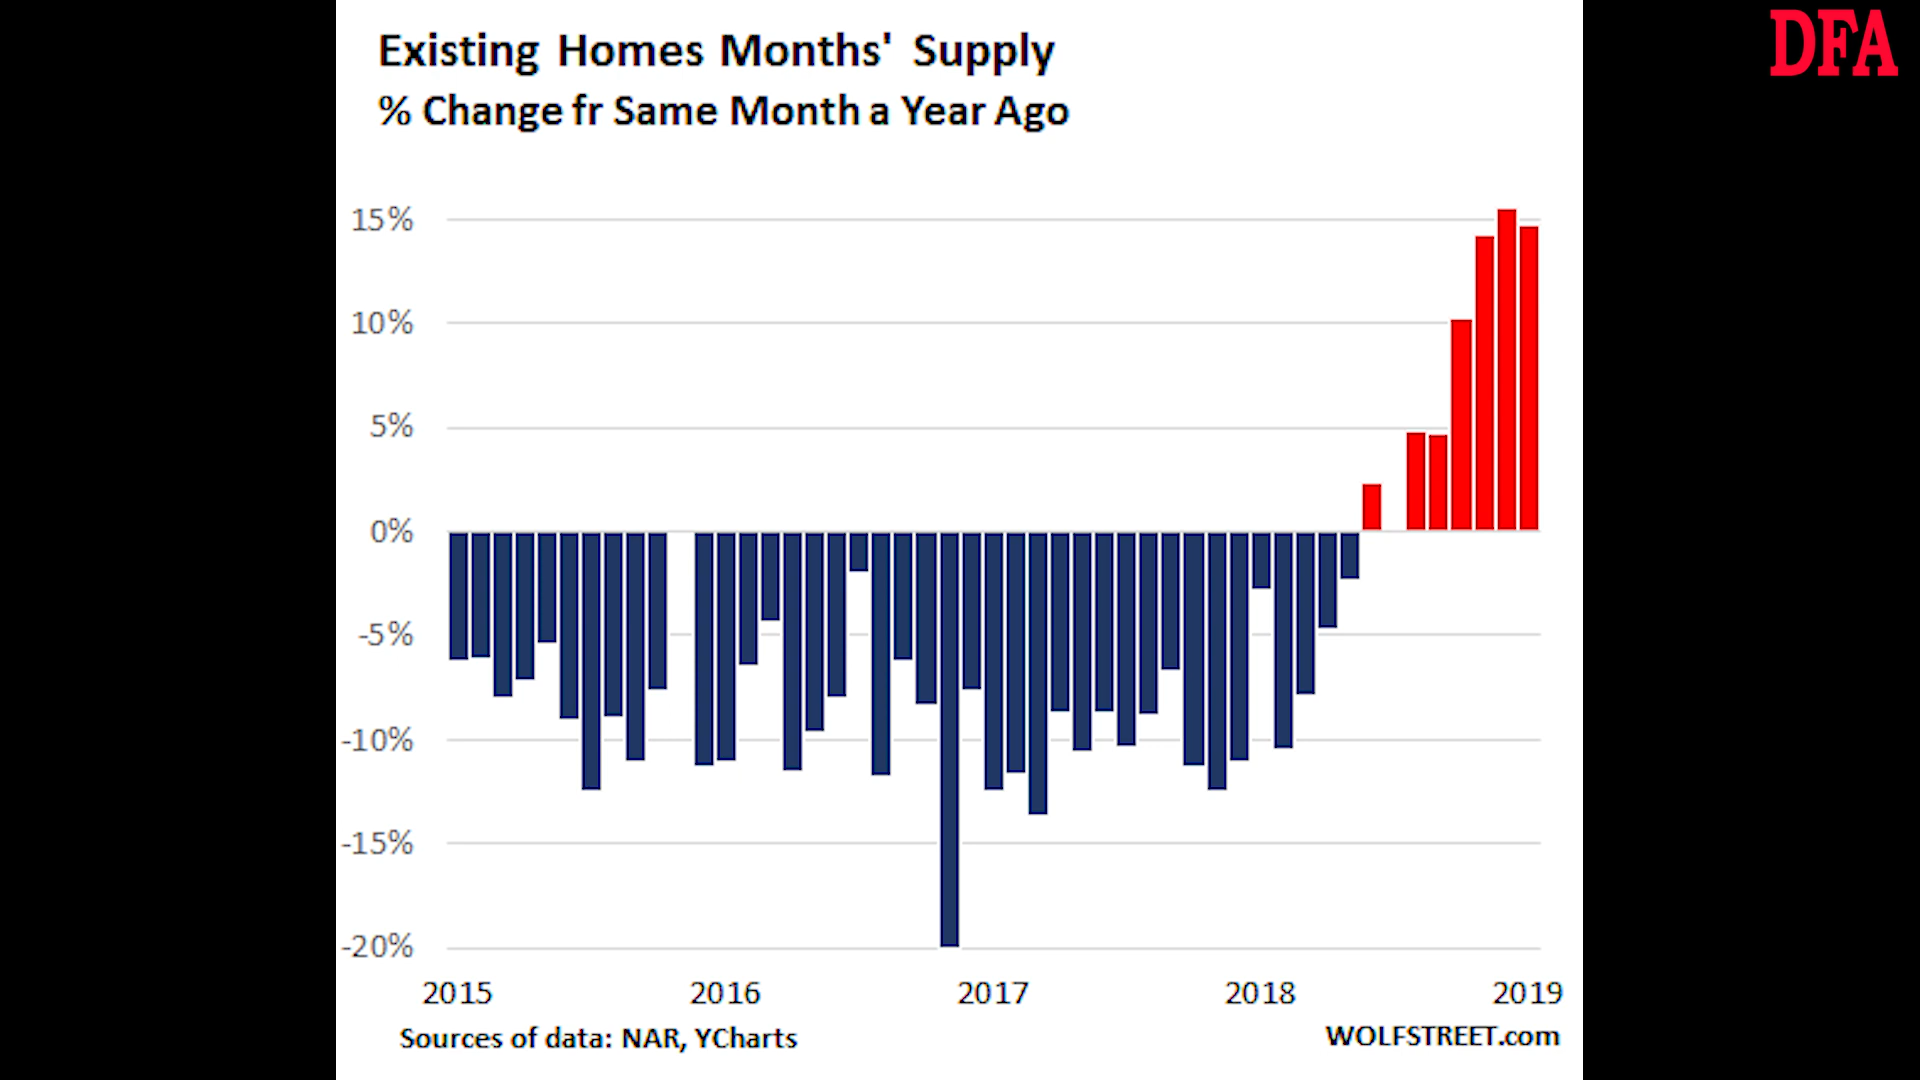 DFA
Existing Homes Months' Supply
% Change fr Same Month a Year Ago
15%
10%
5%
0%
-5%
-10%
-15%
-20%
2015 2016 2017 2018 2019
Sources of data: NAR, YCharts WOLFSTREET.com